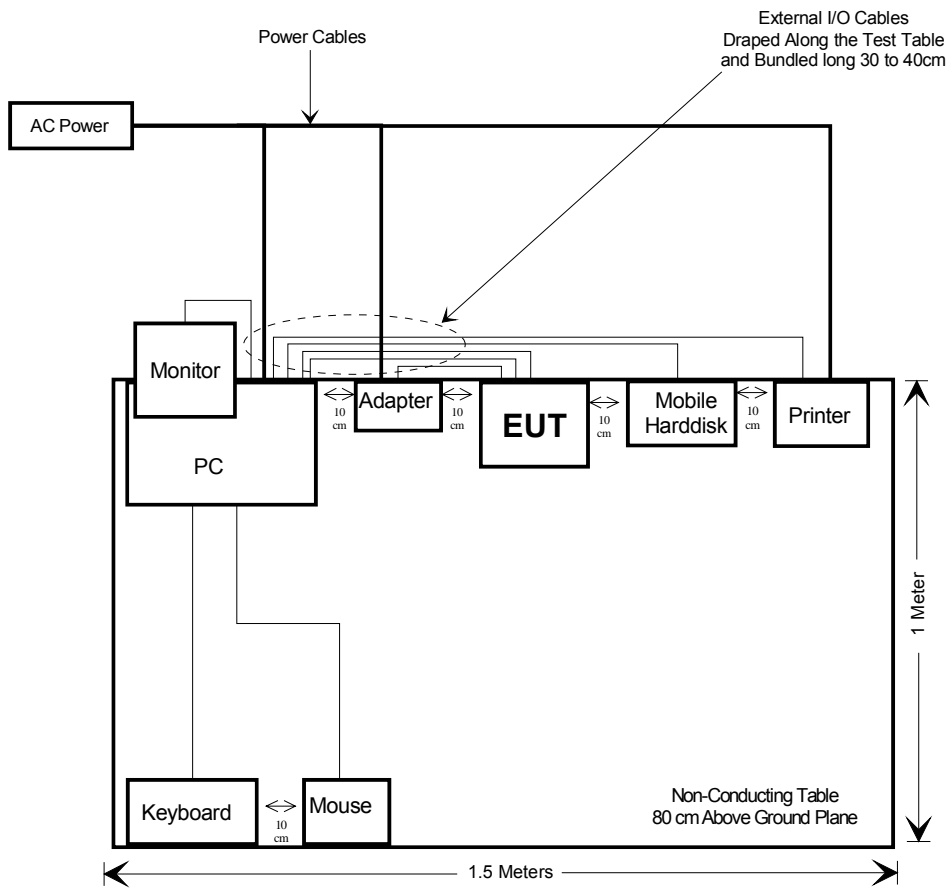 External I/O Cables
Draped Along the Test Table
and Bundled long 30 to 40cm
Power Cables
AC Power
Monitor
PC
10
cm
Adapter
10
cm
EUT
10
cm
Mobile
Harddisk
10
cm
Printer
1 Meter
Keyboard
10
cm
Mouse
Non-Conducting Table
80 cm Above Ground Plane
1.5 Meters